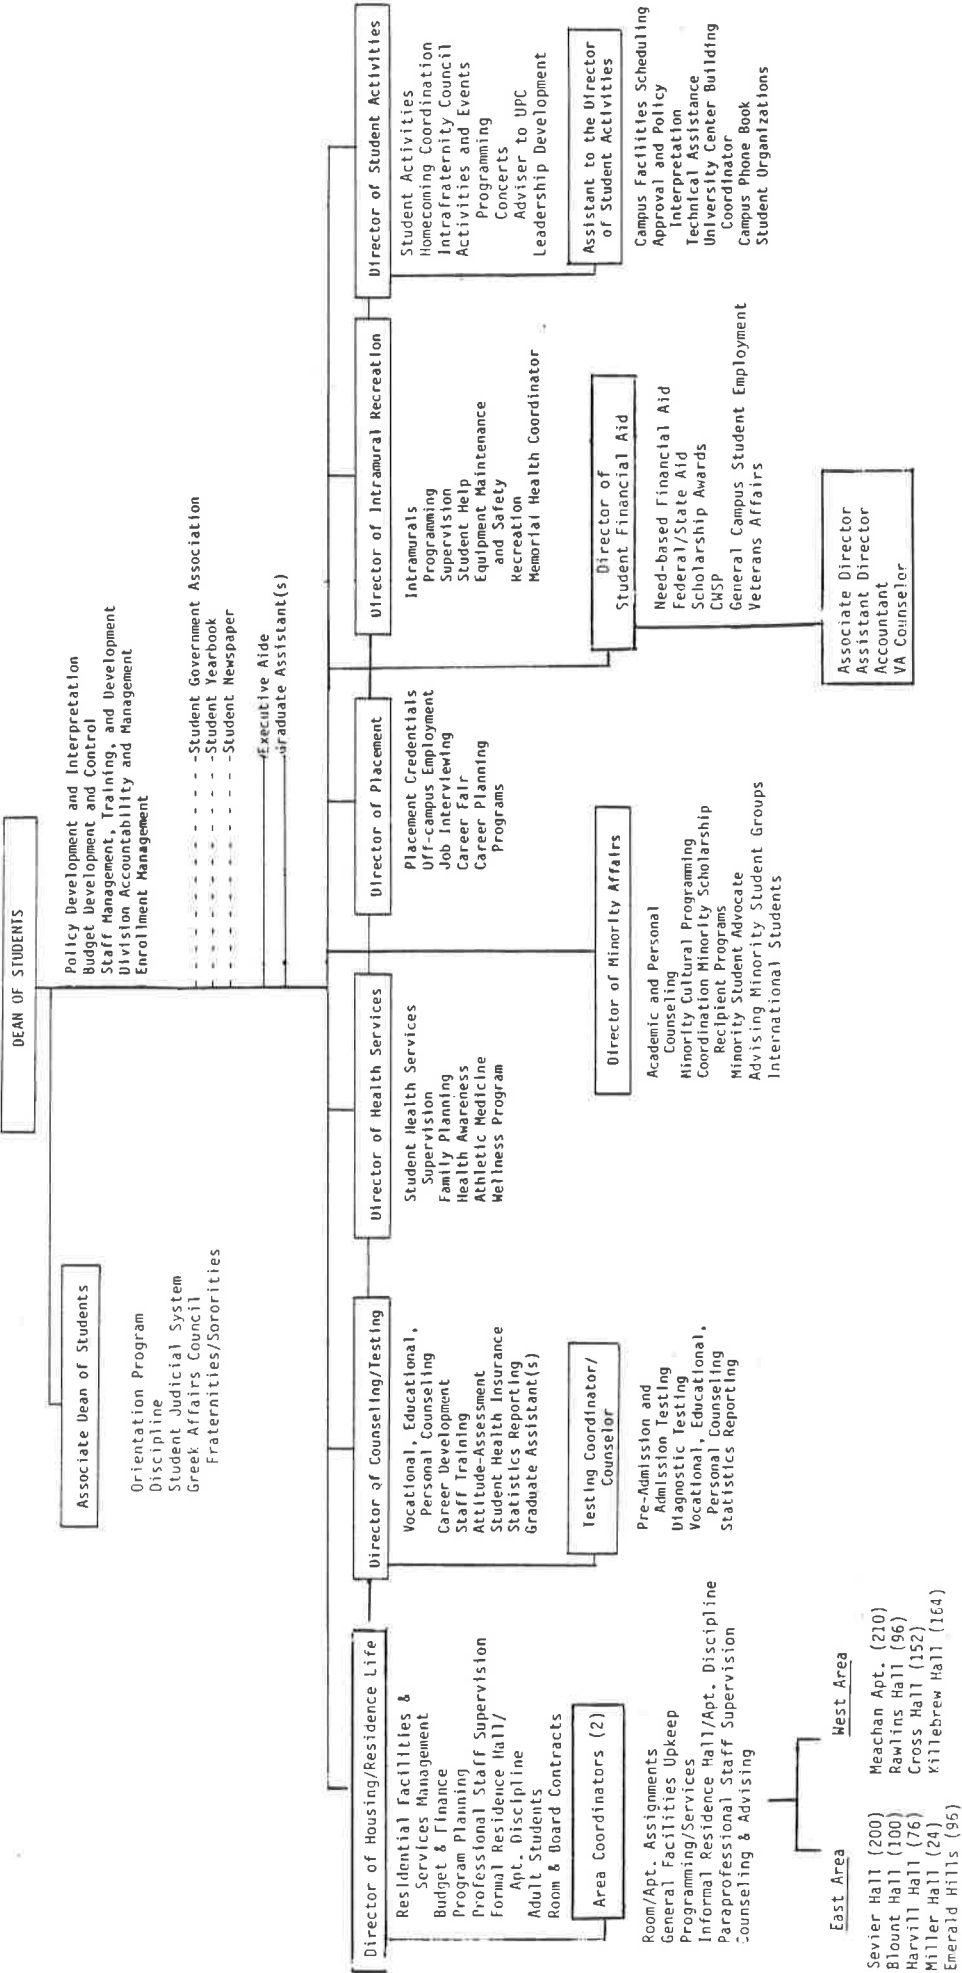 DEAN OF STUDENTS
Policy Development and Interpretation
Budget Development and Control
Staff Management, Training, and Development
Division Accountability and Management
Enrollment Management
Student Government Association
Student Yearbook
Student Newspaper
Executive Aide
Graduate Assistant(s)
Associate Dean of Students
Orientation Program
Discipline
Student Judicial System
Greek Affairs Council
Fraternities/Sororities
Director of Housing/Residence Life
Residential Facilities &
Services Management
Budget & Finance
Program Planning
Professional Staff Supervision
Formal Residence Hall/
Apt. Discipline
Adult Students
Room & Board Contracts
Area Coordinators (2)
Room/Apt. Assignments
General Facilities Upkeep
Programming/Services
Informal Residence Hall/Apt. Discipline
Paraprofessional Staff Supervision
Counseling & Advising
East Area
Sevier Hall (200)
Blount Hall (100)
Harvill Hall (76)
Miller Hall (24)
Emerald Hills (96)
West Area
Meachan Apt. (210)
Rawlins Hall (96)
Cross Hall (152)
Killebrew Hall (164)
Director of Counseling/Testing
Vocational, Educational,
Personal Counseling
Career Development
Staff Training
Attitude-Assessment
Student Health Insurance
Statistics Reporting
Graduate Assistant(s)
Testing Coordinator/
Counselor
Pre-Admission and
Admission Testing
Diagnostic Testing
Vocational, Educational,
Personal Counseling
Statistics Reporting
Director of Health Services
Student Health Services
Supervision
Family Planning
Health Awareness
Athletic Medicine
Wellness Program
Director of Minority Affairs
Academic and Personal
Counseling
Minority Cultural Programming
Coordination Minority Scholarship
Recipient Programs
Minority Student Advocate
Advising Minority Student Groups
International Students
Director of Placement
Placement Credentials
Off-campus Employment
Job Interviewing
Career Fair
Career Planning
Programs
Director of
Student Financial Aid
Need-based Financial Aid
Federal/State Aid
Scholarship Awards
CWSP
General Campus Student Employment
Veterans Affairs
Associate Director
Assistant Director
Accountant
VA Counselor
Director of Intramural Recreation
Intramurals
Programming
Supervision
Student Help
Equipment Maintenance
and Safety
Recreation
Memorial Health Coordinator
Director of Student Activities
Student Activities
Homecoming Coordination
Intrafraternity Council
Activities and Events
Programming
Concerts
Adviser to UPC
Leadership Development
Assistant to the Director
of Student Activities
Campus Facilities Scheduling
Approval and Policy
Interpretation
Technical Assistance
University Center Building
Coordinator
Campus Phone Book
Student Organizations